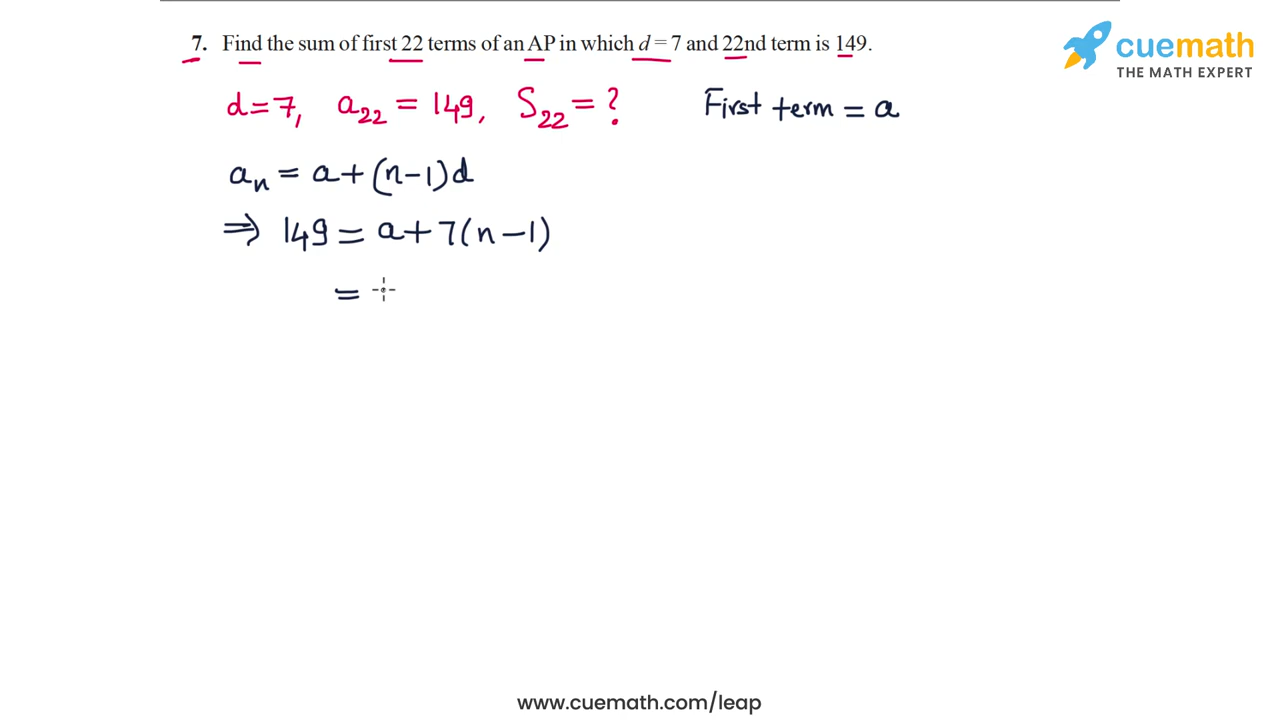 7. Find the sum of first 22 terms of an AP in which d = 7 and 22nd term is 149.
cuemath
THE MATH EXPERT
d=7, a₂₂ = 149, S₂₂ = ? First term = a
aₙ = a+(n-1)d
⇒ 149 = a+7(n-1)
=
www.cuemath.com/leap